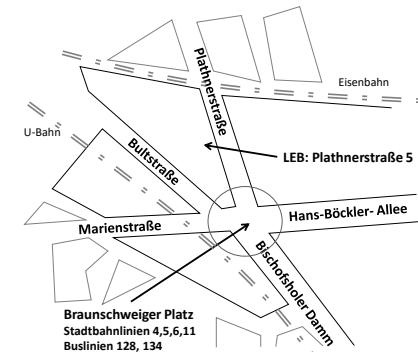 Plathnerstraße
Eisenbahn
U-Bahn
Bultstraße
LEB: Plathnerstraße 5
Hans-Böckler- Allee
Marienstraße
Bischofsholer Damm
Braunschweiger Platz
Stadtbahnlinien 4,5,6,11
Buslinien 128, 134